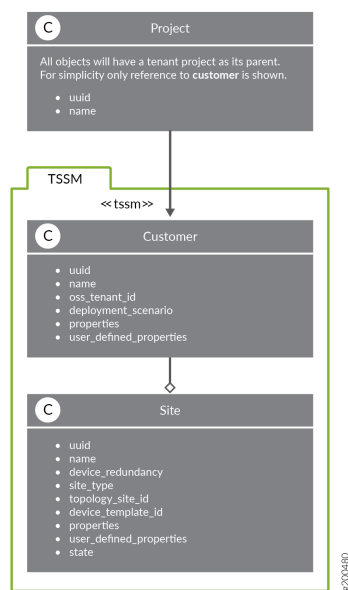 C
Project
All objects will have a tenant project as its parent.
For simplicity only reference to customer is shown.
• uuid
• name
TSSM
<< tssm >>
C
Customer
• uuid
• name
• oss_tenant_id
• deployment_scenario
• properties
• user_defined_properties
C
Site
• uuid
• name
• device_redundancy
• site_type
• topology_site_id
• device_template_id
• properties
• user_defined_properties
• state
g200480